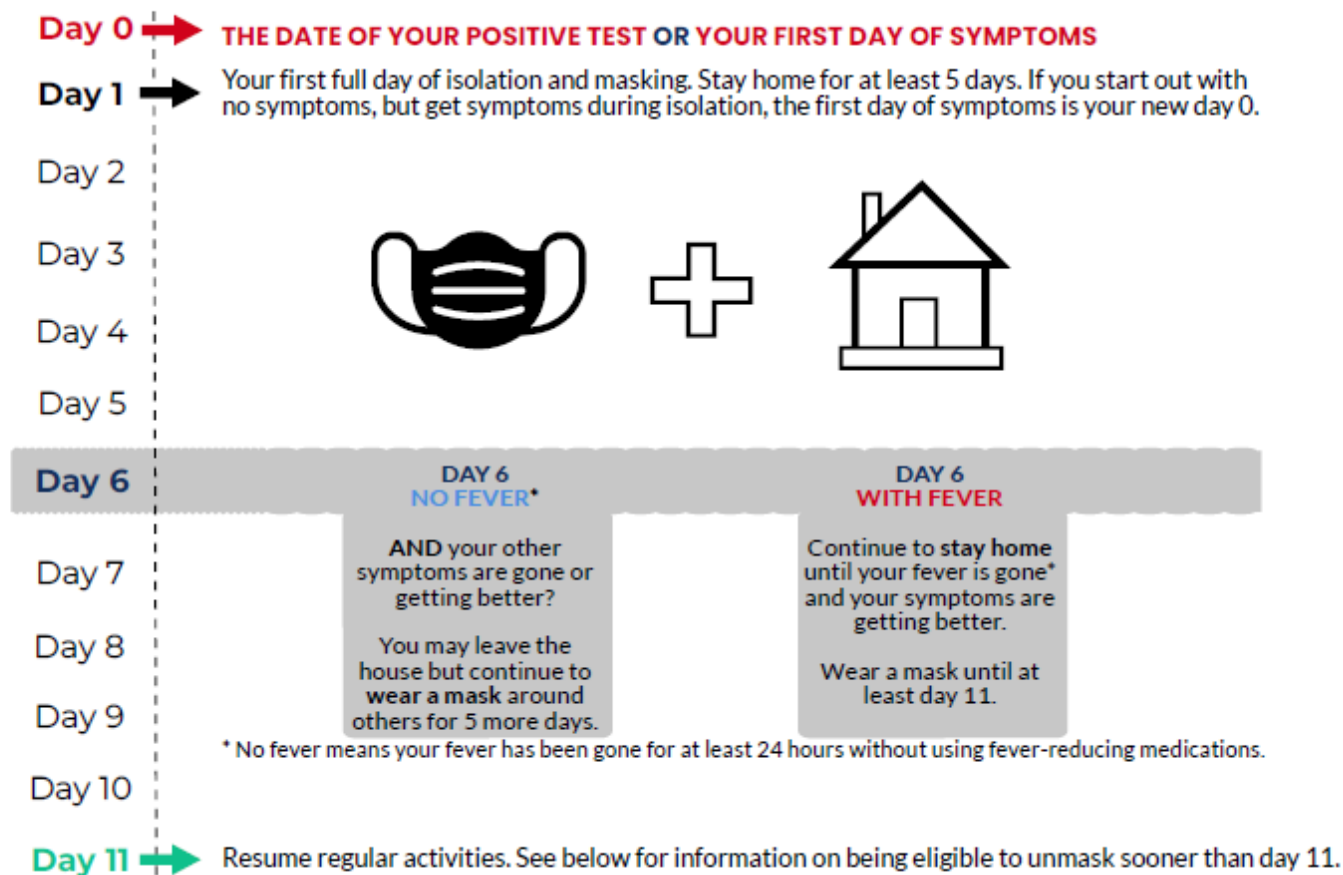 Day 0 THE DATE OF YOUR POSITIVE TEST OR YOUR FIRST DAY OF SYMPTOMS
Day 1 Your first full day of isolation and masking. Stay home for at least 5 days. If you start out with
no symptoms, but get symptoms during isolation, the first day of symptoms is your new day 0.
Day 2
Day 3
Day 4
Day 5
Day 6
DAY 6
NO FEVER*
AND your other
symptoms are gone or
getting better?
You may leave the
house but continue to
wear a mask around
others for 5 more days.
DAY 6
WITH FEVER
Continue to stay home
until your fever is gone*
and your symptoms are
getting better.
Wear a mask until at
least day 11.
Day 7
Day 8
Day 9
* No fever means your fever has been gone for at least 24 hours without using fever-reducing medications.
Day 10
Day 11 Resume regular activities. See below for information on being eligible to unmask sooner than day 11.